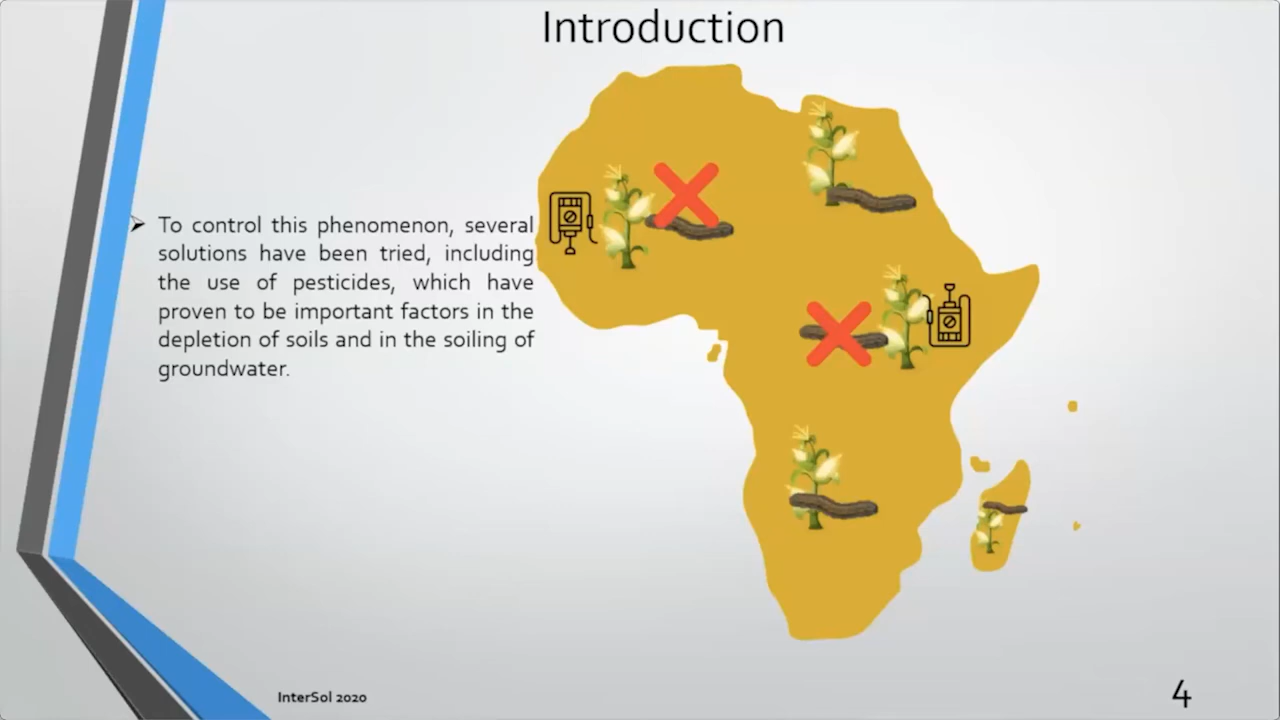 Introduction
To control this phenomenon, several
solutions have been tried, including
the use of pesticides, which have
proven to be important factors in the
depletion of soils and in the soiling of
groundwater.
InterSol 2020
4